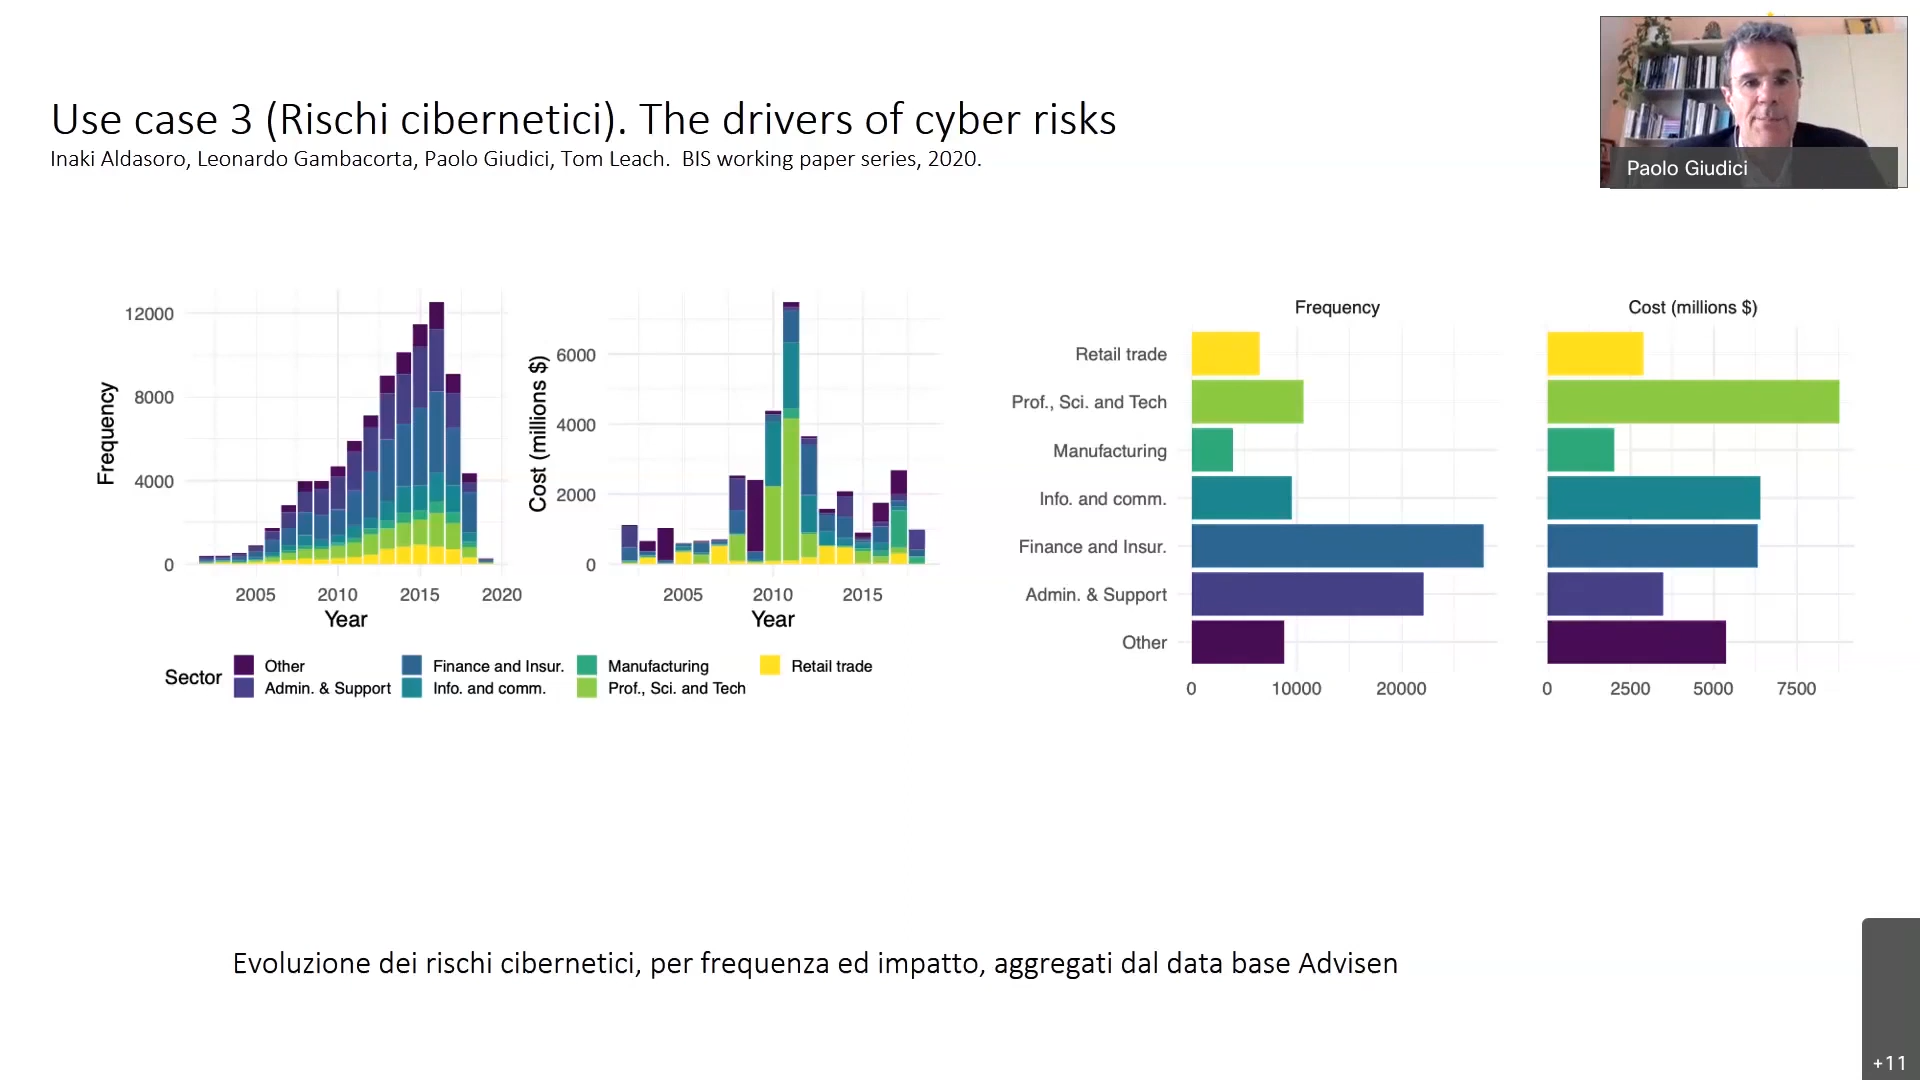 Use case 3 (Rischi cibernetici). The drivers of cyber risks
Inaki Aldasoro, Leonardo Gambacorta, Paolo Giudici, Tom Leach.  BIS working paper series, 2020.
Paolo Giudici
Frequency
12000
8000
4000
0
2005 2010 2015 2020
Year
Cost (millions $)
6000
4000
2000
0
2005 2010 2015
Year
Sector
Other Finance and Insur. Manufacturing Retail trade
Admin. & Support Info. and comm. Prof., Sci. and Tech
Frequency Cost (millions $)
Retail trade
Prof., Sci. and Tech
Manufacturing
Info. and comm.
Finance and Insur.
Admin. & Support
Other
0 10000 20000
0 2500 5000 7500
Evoluzione dei rischi cibernetici, per frequenza ed impatto, aggregati dal data base Advisen
+11